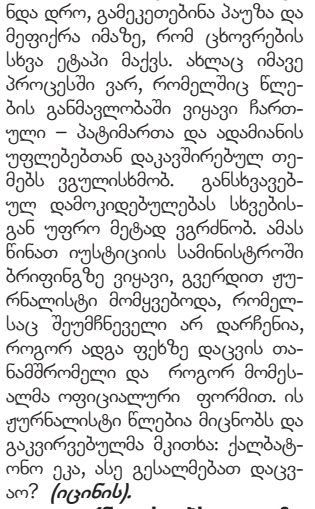 ნდა დრო, გამეკეთებინა პაუზა და
მეფიქრა იმაზე, რომ ცხოვრების
სხვა ეტაპი მაქვს. ახლაც იმავე
პროცესში ვარ, რომელშიც წლე-
ბის განმავლობაში ვიყავი ჩართ-
ული – პატიმართა და ადამიანის
უფლებებთან დაკავშირებულ თე-
მებს ვგულისხმობ. განსხვავებ-
ულ დამოკიდებულებას სხვების-
გან უფრო მეტად ვგრძნობ. ამას
წინათ იუსტიციის სამინისტროში
ბრიფინგზე ვიყავი, გვერდით ჟუ-
რნალისტი მომყვებოდა, რომელ-
საც შეუმჩნეველი არ დარჩენია,
როგორ ადგა ფეხზე დაცვის თა-
ნამშრომელი და როგორ მომეს-
ალმა ოფიციალური ფორმით. ის
ჟურნალისტი წლებია მიცნობს და
გაკვირვებულმა მკითხა: ქალბატ-
ონო ეკა, ასე გესალმებათ დაცვ-
აო? (იცინის).